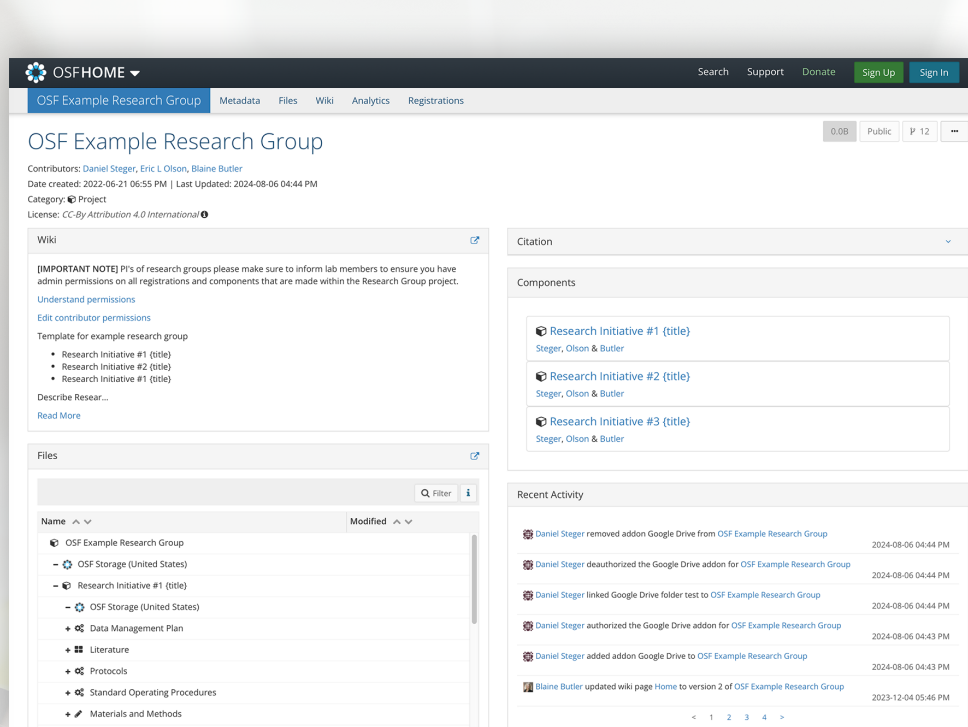 OSFHOME
Search Support Donate Sign Up Sign In
OSF Example Research Group Metadata Files Wiki Analytics Registrations
OSF Example Research Group
0.0B Public 12 ...
Contributors: Daniel Steger, Eric L Olson, Blaine Butler
Date created: 2022-06-21 06:55 PM | Last Updated: 2024-08-06 04:44 PM
Category: Project
License: CC-By Attribution 4.0 International
Wiki
[IMPORTANT NOTE] PI's of research groups please make sure to inform lab members to ensure you have
admin permissions on all registrations and components that are made within the Research Group project.
Understand permissions
Edit contributor permissions
Template for example research group
• Research Initiative #1 {title}
• Research Initiative #2 {title}
• Research Initiative #1 {title}
Describe Resear...
Read More
Files
Filter i
Name Modified
OSF Example Research Group
– OSF Storage (United States)
– Research Initiative #1 {title}
– OSF Storage (United States)
+ Data Management Plan
+ Literature
+ Protocols
+ Standard Operating Procedures
+ Materials and Methods
Citation
Components
Research Initiative #1 {title}
Steger, Olson & Butler
Research Initiative #2 {title}
Steger, Olson & Butler
Research Initiative #3 {title}
Steger, Olson & Butler
Recent Activity
Daniel Steger removed addon Google Drive from OSF Example Research Group
2024-08-06 04:44 PM
Daniel Steger deauthorized the Google Drive addon for OSF Example Research Group
2024-08-06 04:44 PM
Daniel Steger linked Google Drive folder test to OSF Example Research Group
2024-08-06 04:44 PM
Daniel Steger authorized the Google Drive addon for OSF Example Research Group
2024-08-06 04:43 PM
Daniel Steger added addon Google Drive to OSF Example Research Group
2024-08-06 04:43 PM
Blaine Butler updated wiki page Home to version 2 of OSF Example Research Group
2023-12-04 05:46 PM
< 1 2 3 4 >